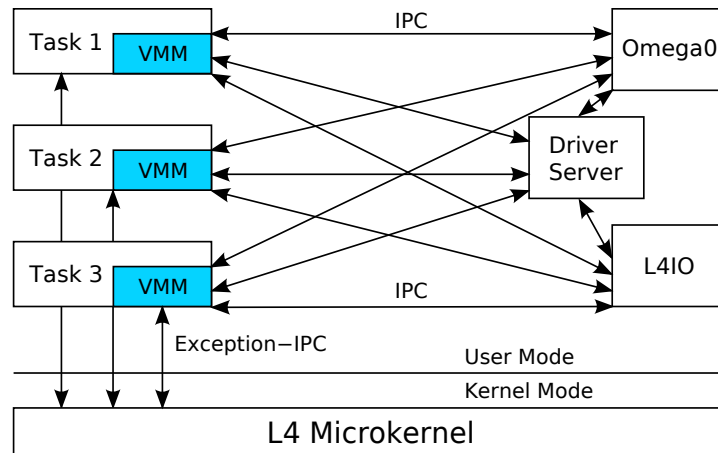 IPC
Task 1
VMM
Omega0
Task 2
VMM
Driver
Server
Task 3
VMM
L4IO
IPC
Exception−IPC
User Mode
Kernel Mode
L4 Microkernel